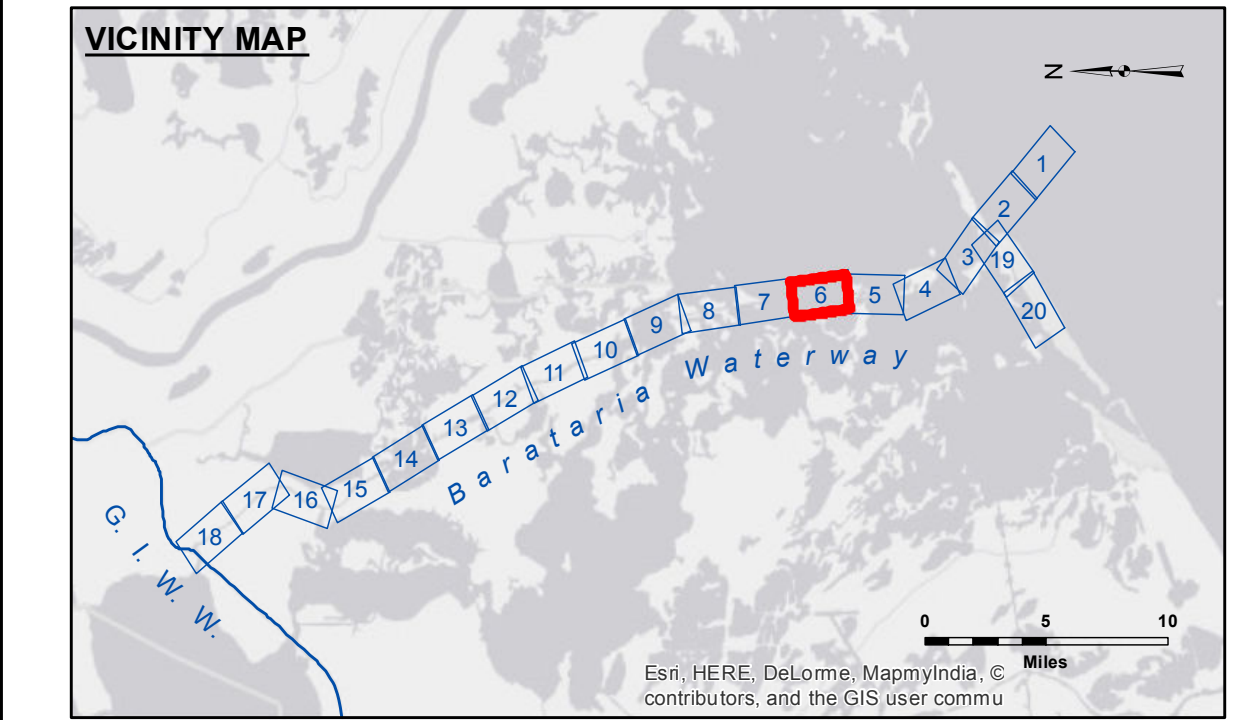 VICINITY MAP
N
1
2
3
19
4
20
5
6
7
8
9
10
11
12
13
14
15
16
17
18
Barataria Waterway
G. I. W. W.
0 5 10
Miles
Esri, HERE, DeLorme, MapmyIndia, ©
contributors, and the GIS user commu